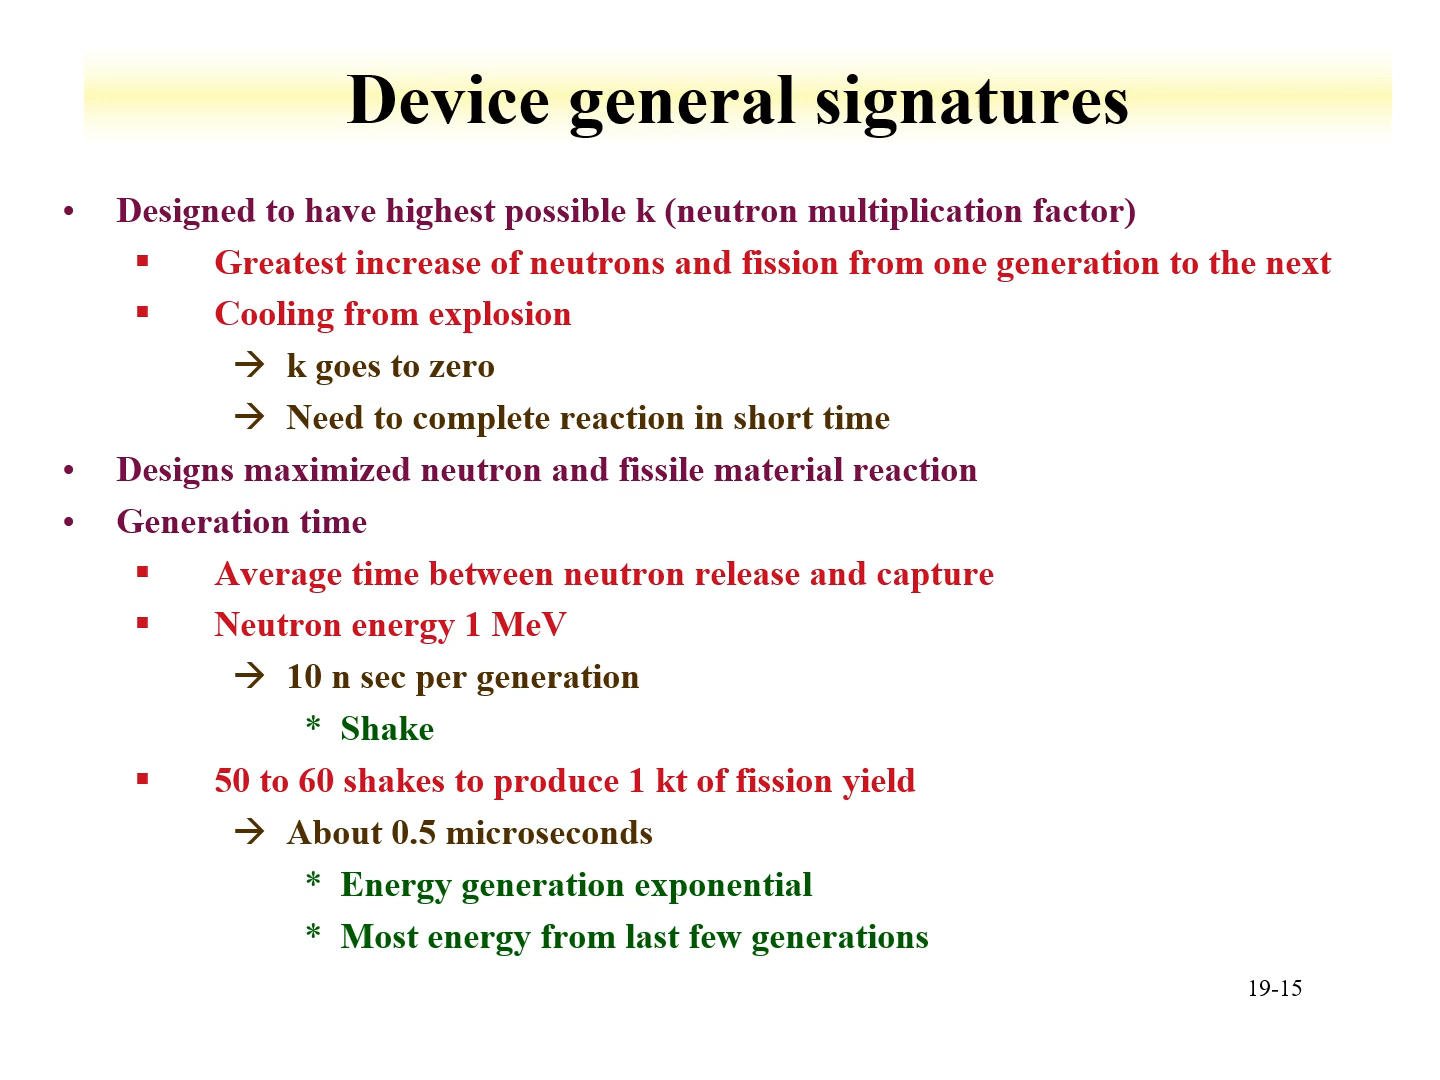 Device general signatures
• Designed to have highest possible k (neutron multiplication factor)
▪ Greatest increase of neutrons and fission from one generation to the next
▪ Cooling from explosion
→ k goes to zero
→ Need to complete reaction in short time
• Designs maximized neutron and fissile material reaction
• Generation time
▪ Average time between neutron release and capture
▪ Neutron energy 1 MeV
→ 10 n sec per generation
* Shake
▪ 50 to 60 shakes to produce 1 kt of fission yield
→ About 0.5 microseconds
* Energy generation exponential
* Most energy from last few generations
19-15